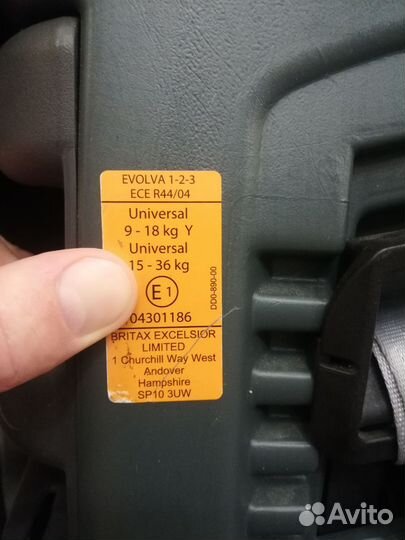 EVOLVA 1-2-3
ECE R44/04
Universal
9 - 18 kg Y
Universal
15 - 36 kg
E1
04301186
DD0-890-00
BRITAX EXCELSIOR
LIMITED
1 Churchill Way West
Andover
Hampshire
SP10 3UW
Avito